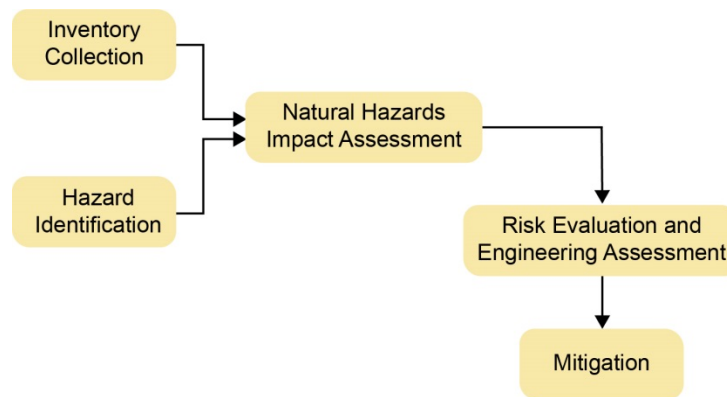 Inventory
Collection
Natural Hazards
Impact Assessment
Hazard
Identification
Risk Evaluation and
Engineering Assessment
Mitigation